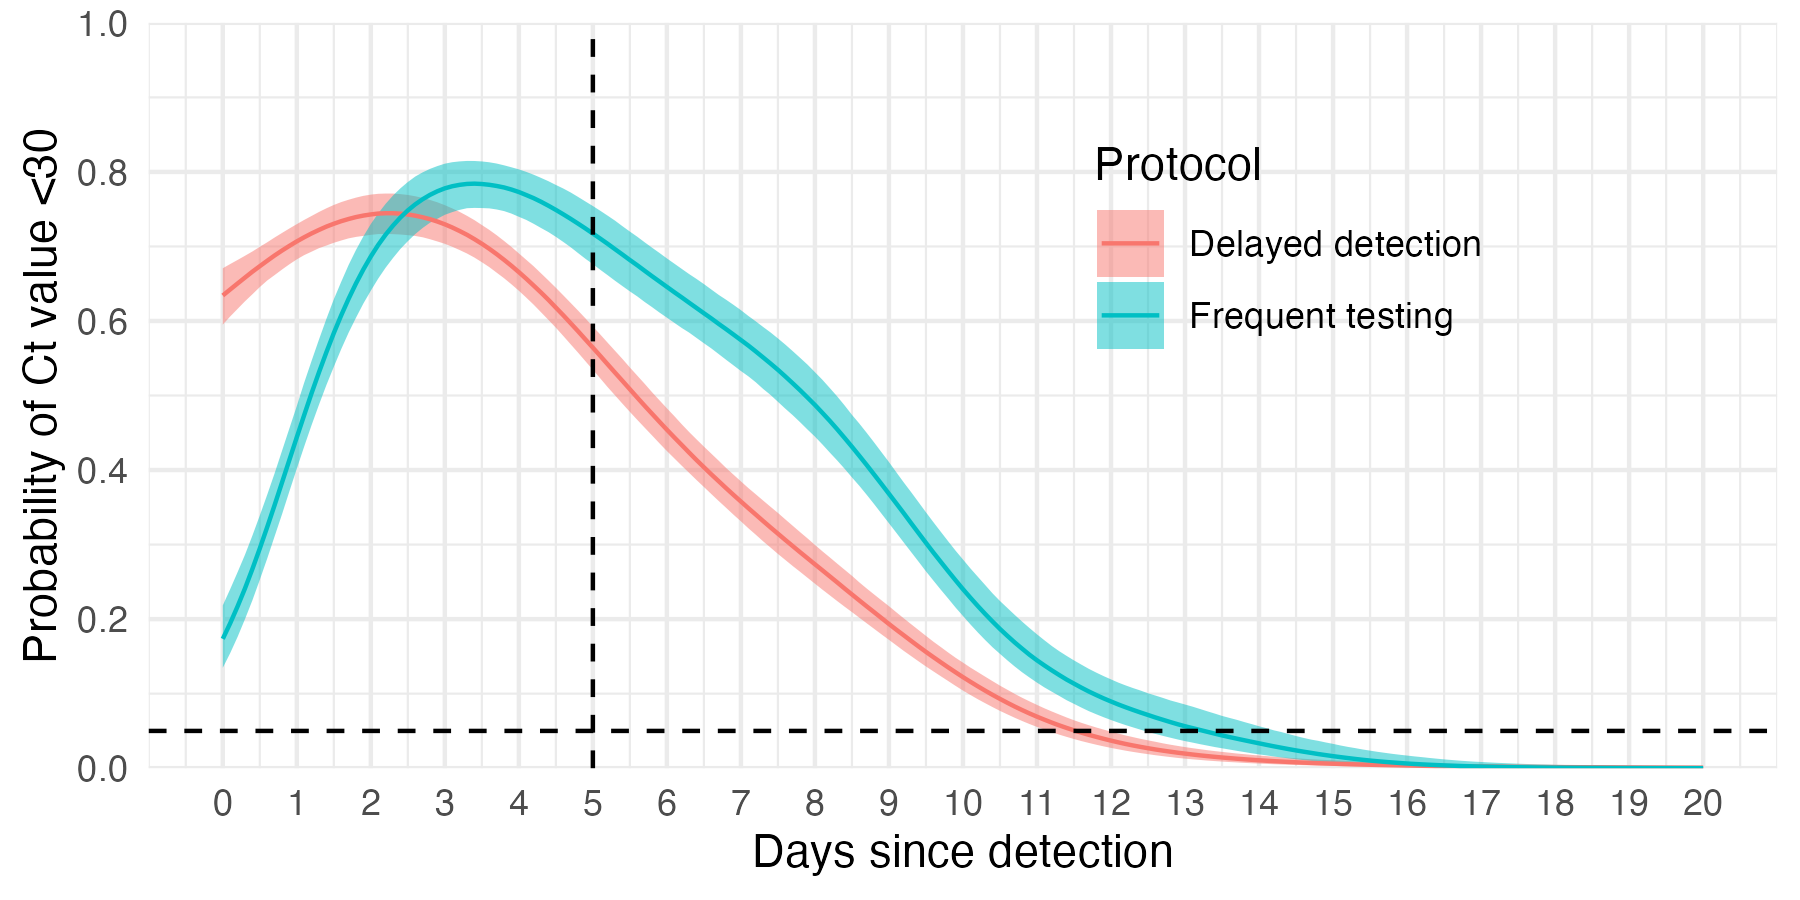 Probability of Ct value <30
1.0
0.8
0.6
0.4
0.2
0.0
Protocol
Delayed detection
Frequent testing
0 1 2 3 4 5 6 7 8 9 10 11 12 13 14 15 16 17 18 19 20
Days since detection